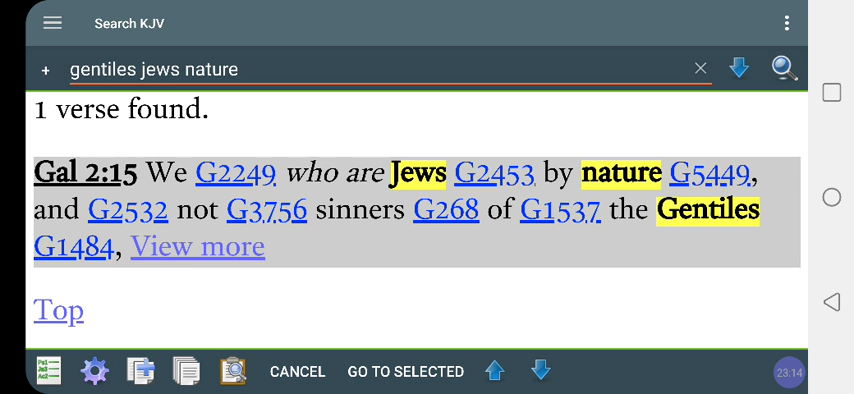 Search KJV
+ gentiles jews nature
1 verse found.
Gal 2:15 We G2249 who are Jews G2453 by nature G5449,
and G2532 not G3756 sinners G268 of G1537 the Gentiles
G1484, View more
Top
CANCEL GO TO SELECTED
23:14